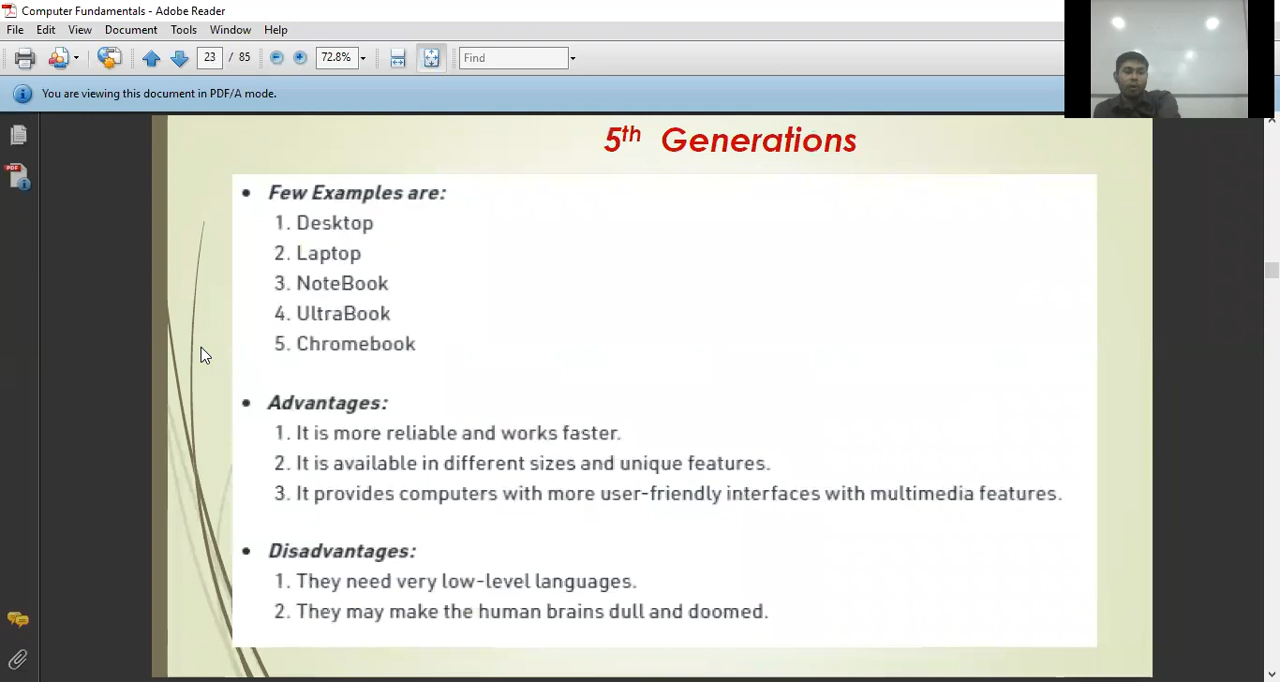 Computer Fundamentals - Adobe Reader
File Edit View Document Tools Window Help
23 / 85 72.8% Find
You are viewing this document in PDF/A mode.
5th Generations
• Few Examples are:
1. Desktop
2. Laptop
3. NoteBook
4. UltraBook
5. Chromebook
• Advantages:
1. It is more reliable and works faster.
2. It is available in different sizes and unique features.
3. It provides computers with more user-friendly interfaces with multimedia features.
• Disadvantages:
1. They need very low-level languages.
2. They may make the human brains dull and doomed.